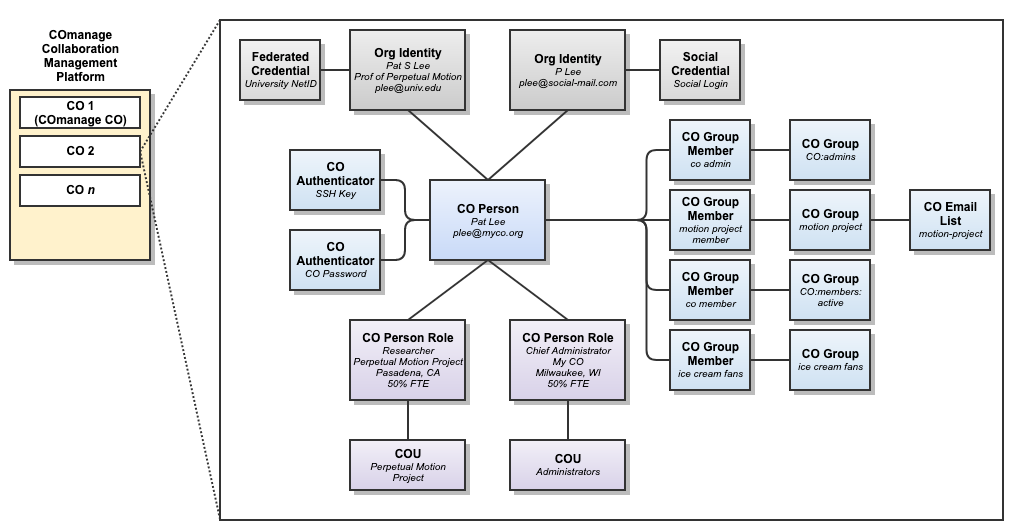 COmanage
Collaboration
Management
Platform
CO 1
(COmanage CO)
CO 2
CO n
Federated
Credential
University NetID
Org Identity
Pat S Lee
Prof of Perpetual Motion
plee@univ.edu
Org Identity
P Lee
plee@social-mail.com
Social
Credential
Social Login
CO
Authenticator
SSH Key
CO
Authenticator
CO Password
CO Person
Pat Lee
plee@myco.org
CO Group
Member
co admin
CO Group
CO:admins
CO Group
Member
motion project
member
CO Group
motion project
CO Email
List
motion-project
CO Group
Member
co member
CO Group
CO:members:
active
CO Group
Member
ice cream fans
CO Group
ice cream fans
CO Person Role
Researcher
Perpetual Motion Project
Pasadena, CA
50% FTE
CO Person Role
Chief Administrator
My CO
Milwaukee, WI
50% FTE
COU
Perpetual Motion
Project
COU
Administrators